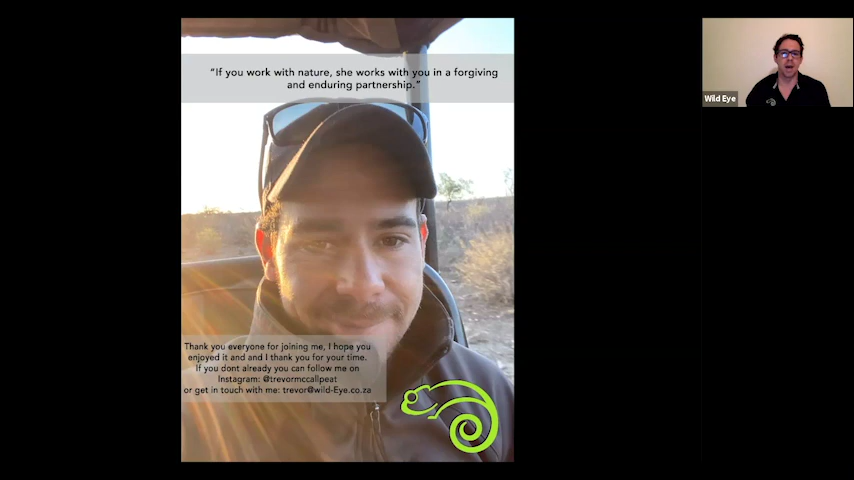 "If you work with nature, she works with you in a forgiving
and enduring partnership."
Wild Eye
Thank you everyone for joining me, I hope you
enjoyed it and and I thank you for your time.
If you dont already you can follow me on
Instagram: @trevormccallpeat
or get in touch with me: trevor@wild-Eye.co.za